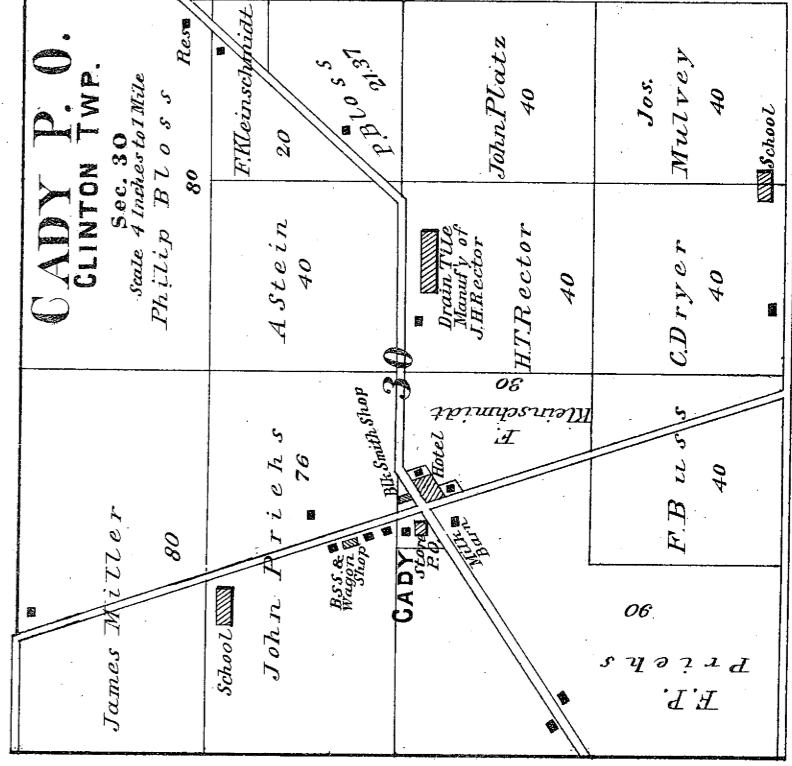 CADY P. O.
CLINTON TWP.
Sec. 30
Scale 4 Inches to 1 Mile
Philip Bloss
80
Res.
F. Kleinschmidt
20
P. Bloss
21.37
John Platz
40
Jos.
Mulvey
40
School
A Stein
40
Drain Tile
Manuf'y of
J.H.Rector
H.T.Rector
40
C.Dryer
40
30
James Miller
80
School
John Priehs
76
B.S.S. &
Wagon
Shop
Blk Smith Shop
Hotel
CADY
Store
P.O.
Barn
F.
Kleinschmidt
30
F.Buss
40
F.P.
Priehs
90